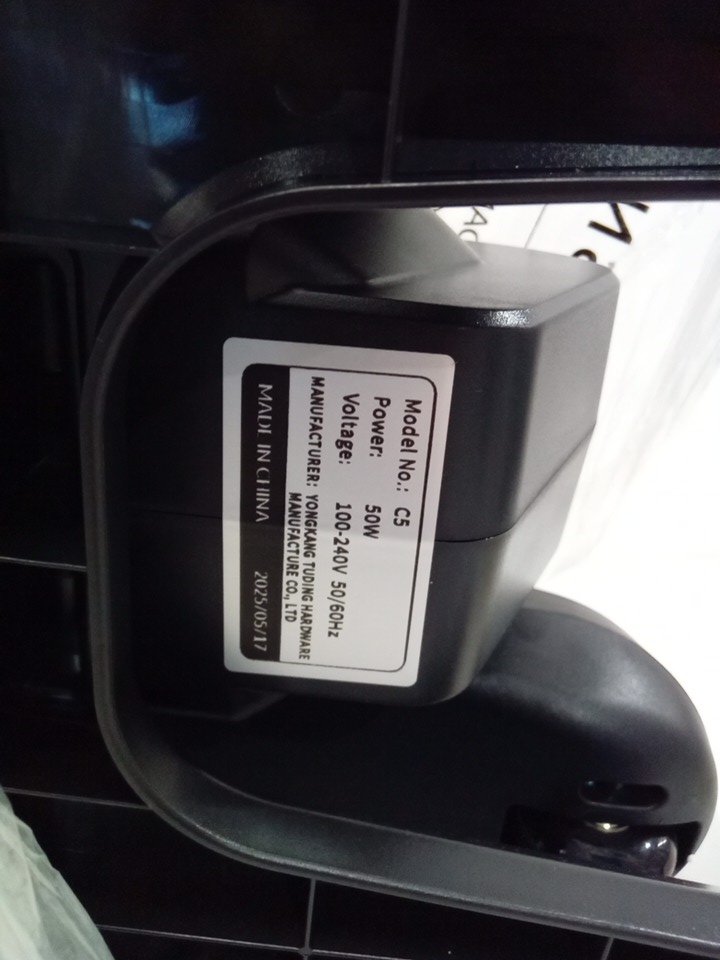 Model No.: C5
Power: 50W
Voltage: 100-240V 50/60Hz
MANUFACTURER: YONGKANG TUDING HARDWARE
MANUFACTURE CO., LTD
MADE IN CHINA 2025/05/17